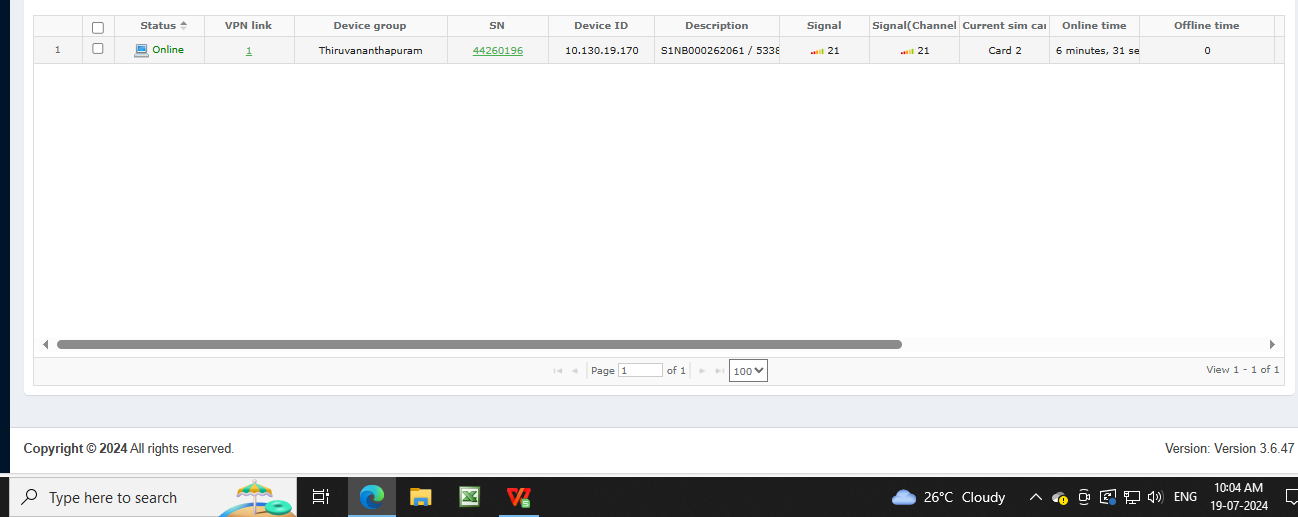 Status VPN link Device group SN Device ID Description Signal Signal(Channel Current sim car Online time Offline time
1 Online 1 Thiruvananthapuram 44260196 10.130.19.170 S1NB000262061 / 5338 21 21 Card 2 6 minutes, 31 se 0
Page 1 of 1 100 View 1 - 1 of 1
Copyright © 2024 All rights reserved. Version: Version 3.6.47
Type here to search 26°C Cloudy ENG 10:04 AM
19-07-2024